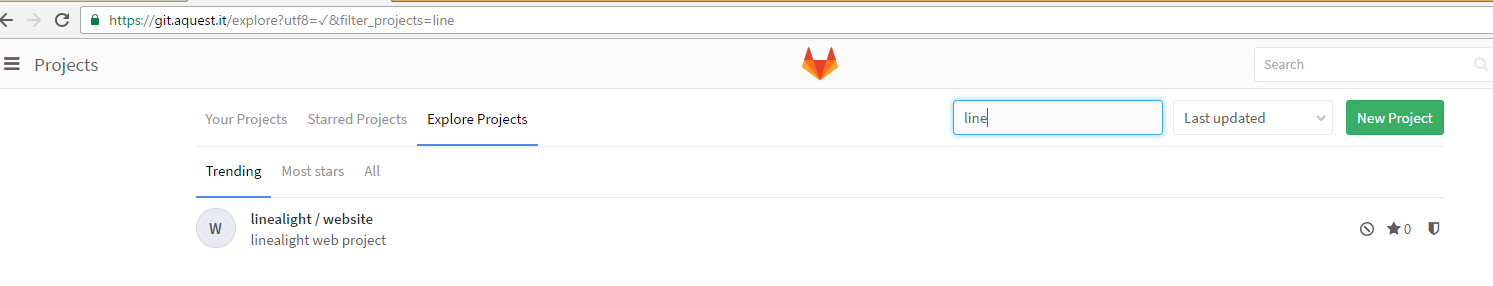 https://git.aquest.it/explore?utf8=✓&filter_projects=line
Projects
Search
Your Projects Starred Projects Explore Projects
line
Last updated
New Project
Trending Most stars All
W
linealight / website
linealight web project
0